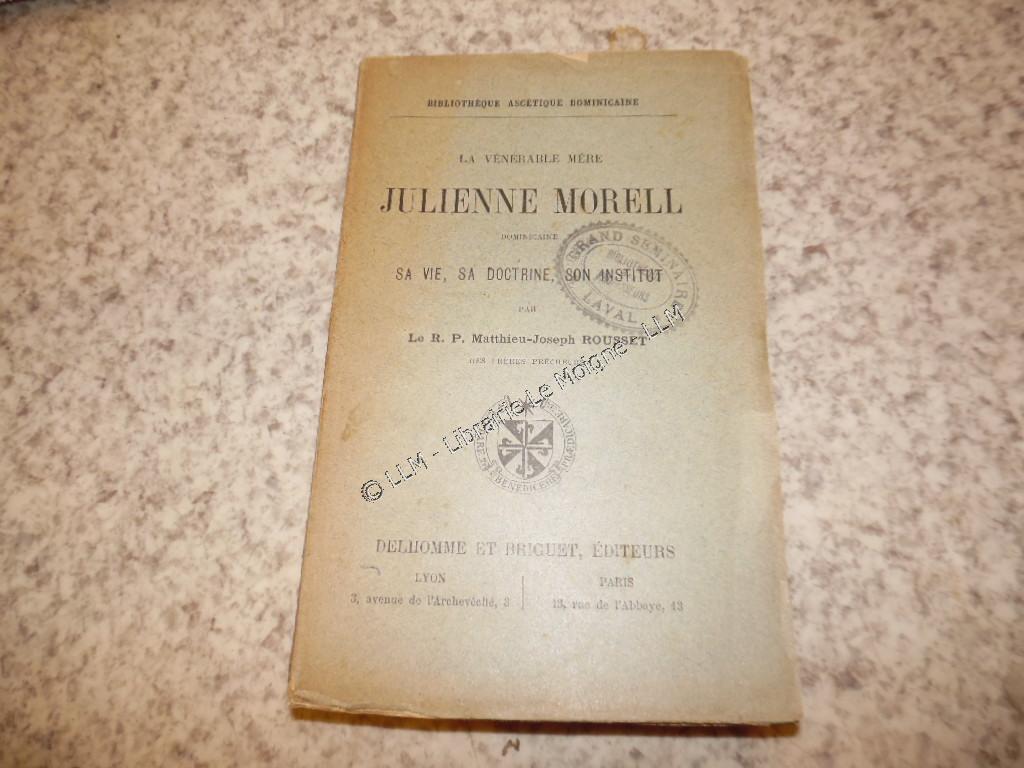 BIBLIOTHÈQUE ASCÉTIQUE DOMINICAINE
LA VÉNÉRABLE MÈRE
JULIENNE MORELL
DOMINICAINE
SA VIE, SA DOCTRINE, SON INSTITUT
PAR
Le R. P. Matthieu-Joseph ROUSSET
DES FRÈRES PRÊCHEURS
GRAND SÉMINAIRE
LAVAL
© LLM - Librairie Le Moigne - LLM
BENEDICERE PRÆDICARE
DELHOMME ET BRIGUET, ÉDITEURS
LYON
3, avenue de l'Archevêché, 3
PARIS
13, rue de l'Abbaye, 13